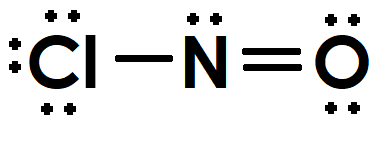 Cl — N = O